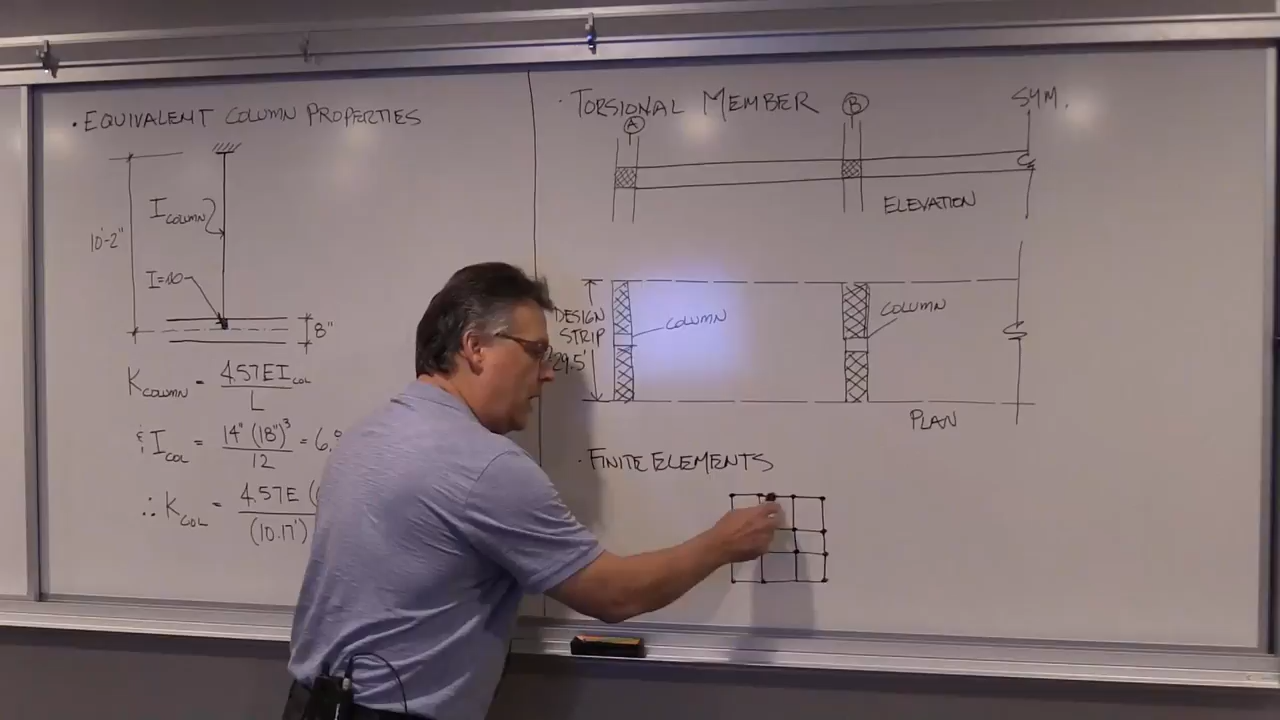 · EQUIVALENT COLUMN PROPERTIES
10'-2"
I COLUMN
I=∞
8"
K COLUMN = 4.57EI COL / L
& I COL = 14" (18")³ / 12 = 6,
∴ K COL = 4.57E ( / (10.17')
· TORSIONAL MEMBER
A
B
SYM.
ELEVATION
DESIGN STRIP
29.5'
COLUMN
COLUMN
PLAN
· FINITE ELEMENTS